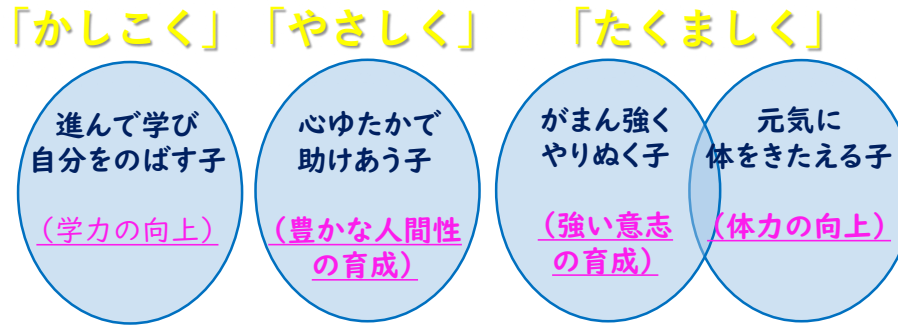 「かしこく」「やさしく」「たくましく」
進んで学び
自分をのばす子
（学力の向上）
心ゆたかで
助けあう子
（豊かな人間性
の育成）
がまん強く
やりぬく子
（強い意志
の育成）
元気に
体をきたえる子
（体力の向上）